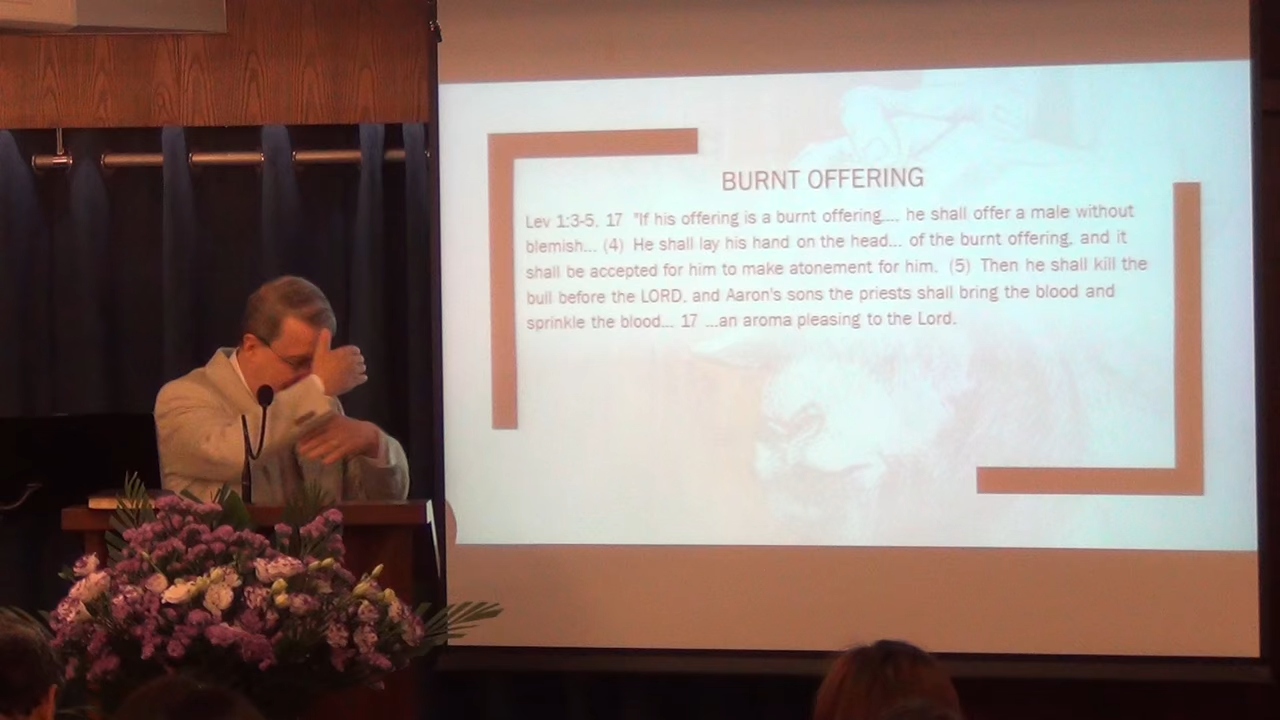 BURNT OFFERING
Lev 1:3-5, 17 "If his offering is a burnt offering..., he shall offer a male without
blemish... (4) He shall lay his hand on the head... of the burnt offering, and it
shall be accepted for him to make atonement for him. (5) Then he shall kill the
bull before the LORD, and Aaron's sons the priests shall bring the blood and
sprinkle the blood... 17 ...an aroma pleasing to the Lord.